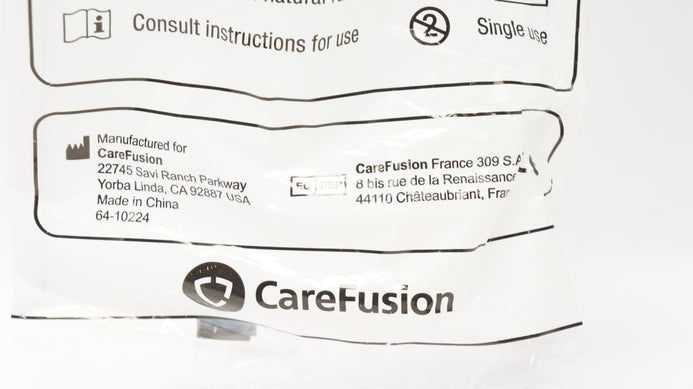 Consult instructions for use
Single use
Manufactured for
CareFusion
22745 Savi Ranch Parkway
Yorba Linda, CA 92887 USA
Made in China
64-10224
EC REP
CareFusion France 309 S.A
8 bis rue de la Renaissance
44110 Châteaubriant,
CareFusion